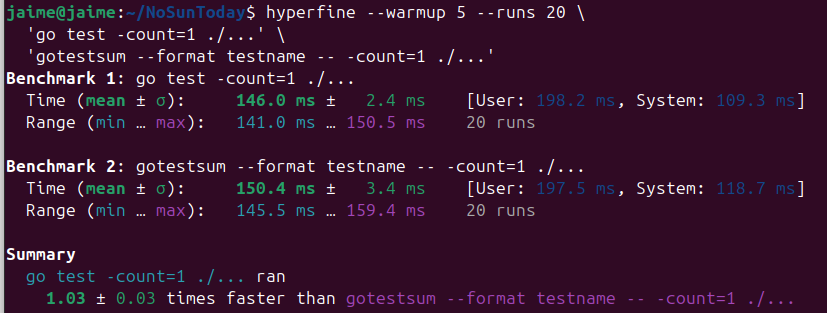 jaime@jaime:~/NoSunToday$ hyperfine --warmup 5 --runs 20 \
'go test -count=1 ./...' \
'gotestsum --format testname -- -count=1 ./...'
Benchmark 1: go test -count=1 ./...
Time (mean ± σ): 146.0 ms ± 2.4 ms [User: 198.2 ms, System: 109.3 ms]
Range (min … max): 141.0 ms … 150.5 ms 20 runs
Benchmark 2: gotestsum --format testname -- -count=1 ./...
Time (mean ± σ): 150.4 ms ± 3.4 ms [User: 197.5 ms, System: 118.7 ms]
Range (min … max): 145.5 ms … 159.4 ms 20 runs
Summary
go test -count=1 ./... ran
1.03 ± 0.03 times faster than gotestsum --format testname -- -count=1 ./...